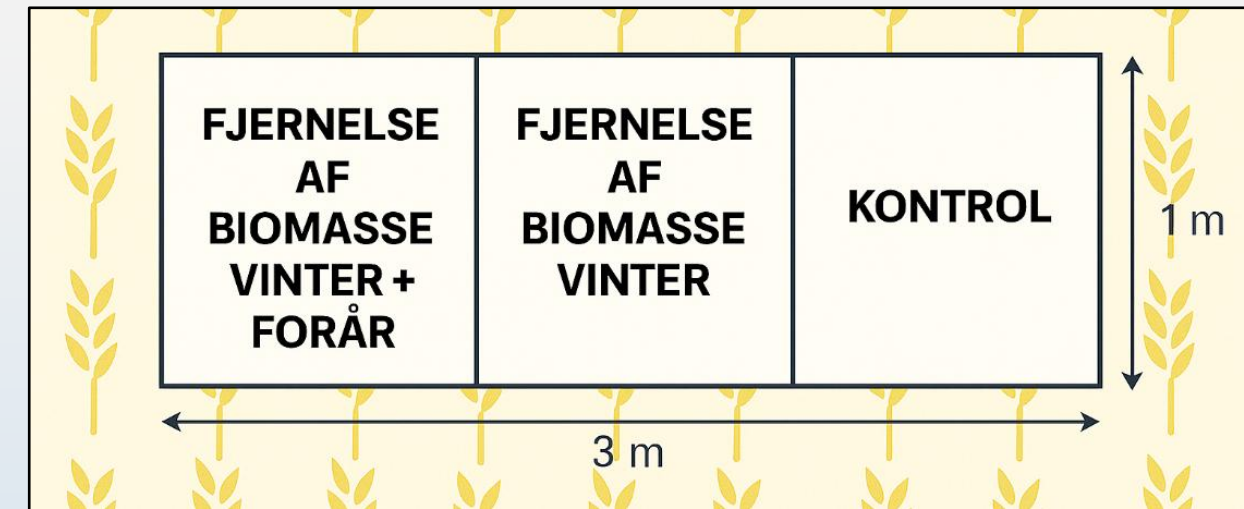 FJERNELSE
AF
BIOMASSE
VINTER +
FORÅR
FJERNELSE
AF
BIOMASSE
VINTER
KONTROL
1 m
3 m